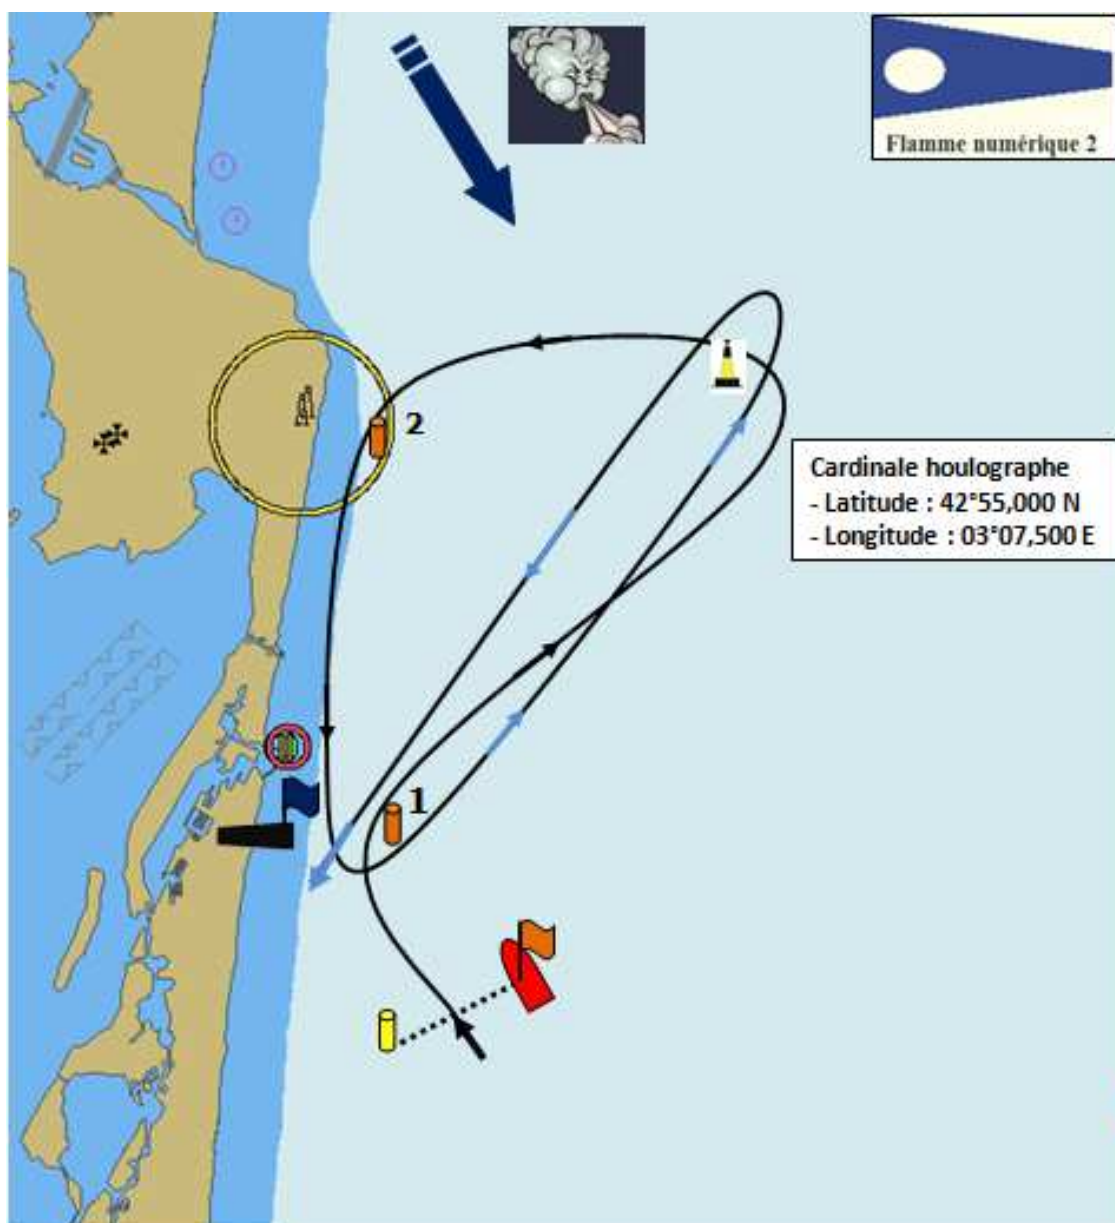 Flamme numérique 2
2
Cardinale houlographe
- Latitude : 42°55,000 N
- Longitude : 03°07,500 E
1